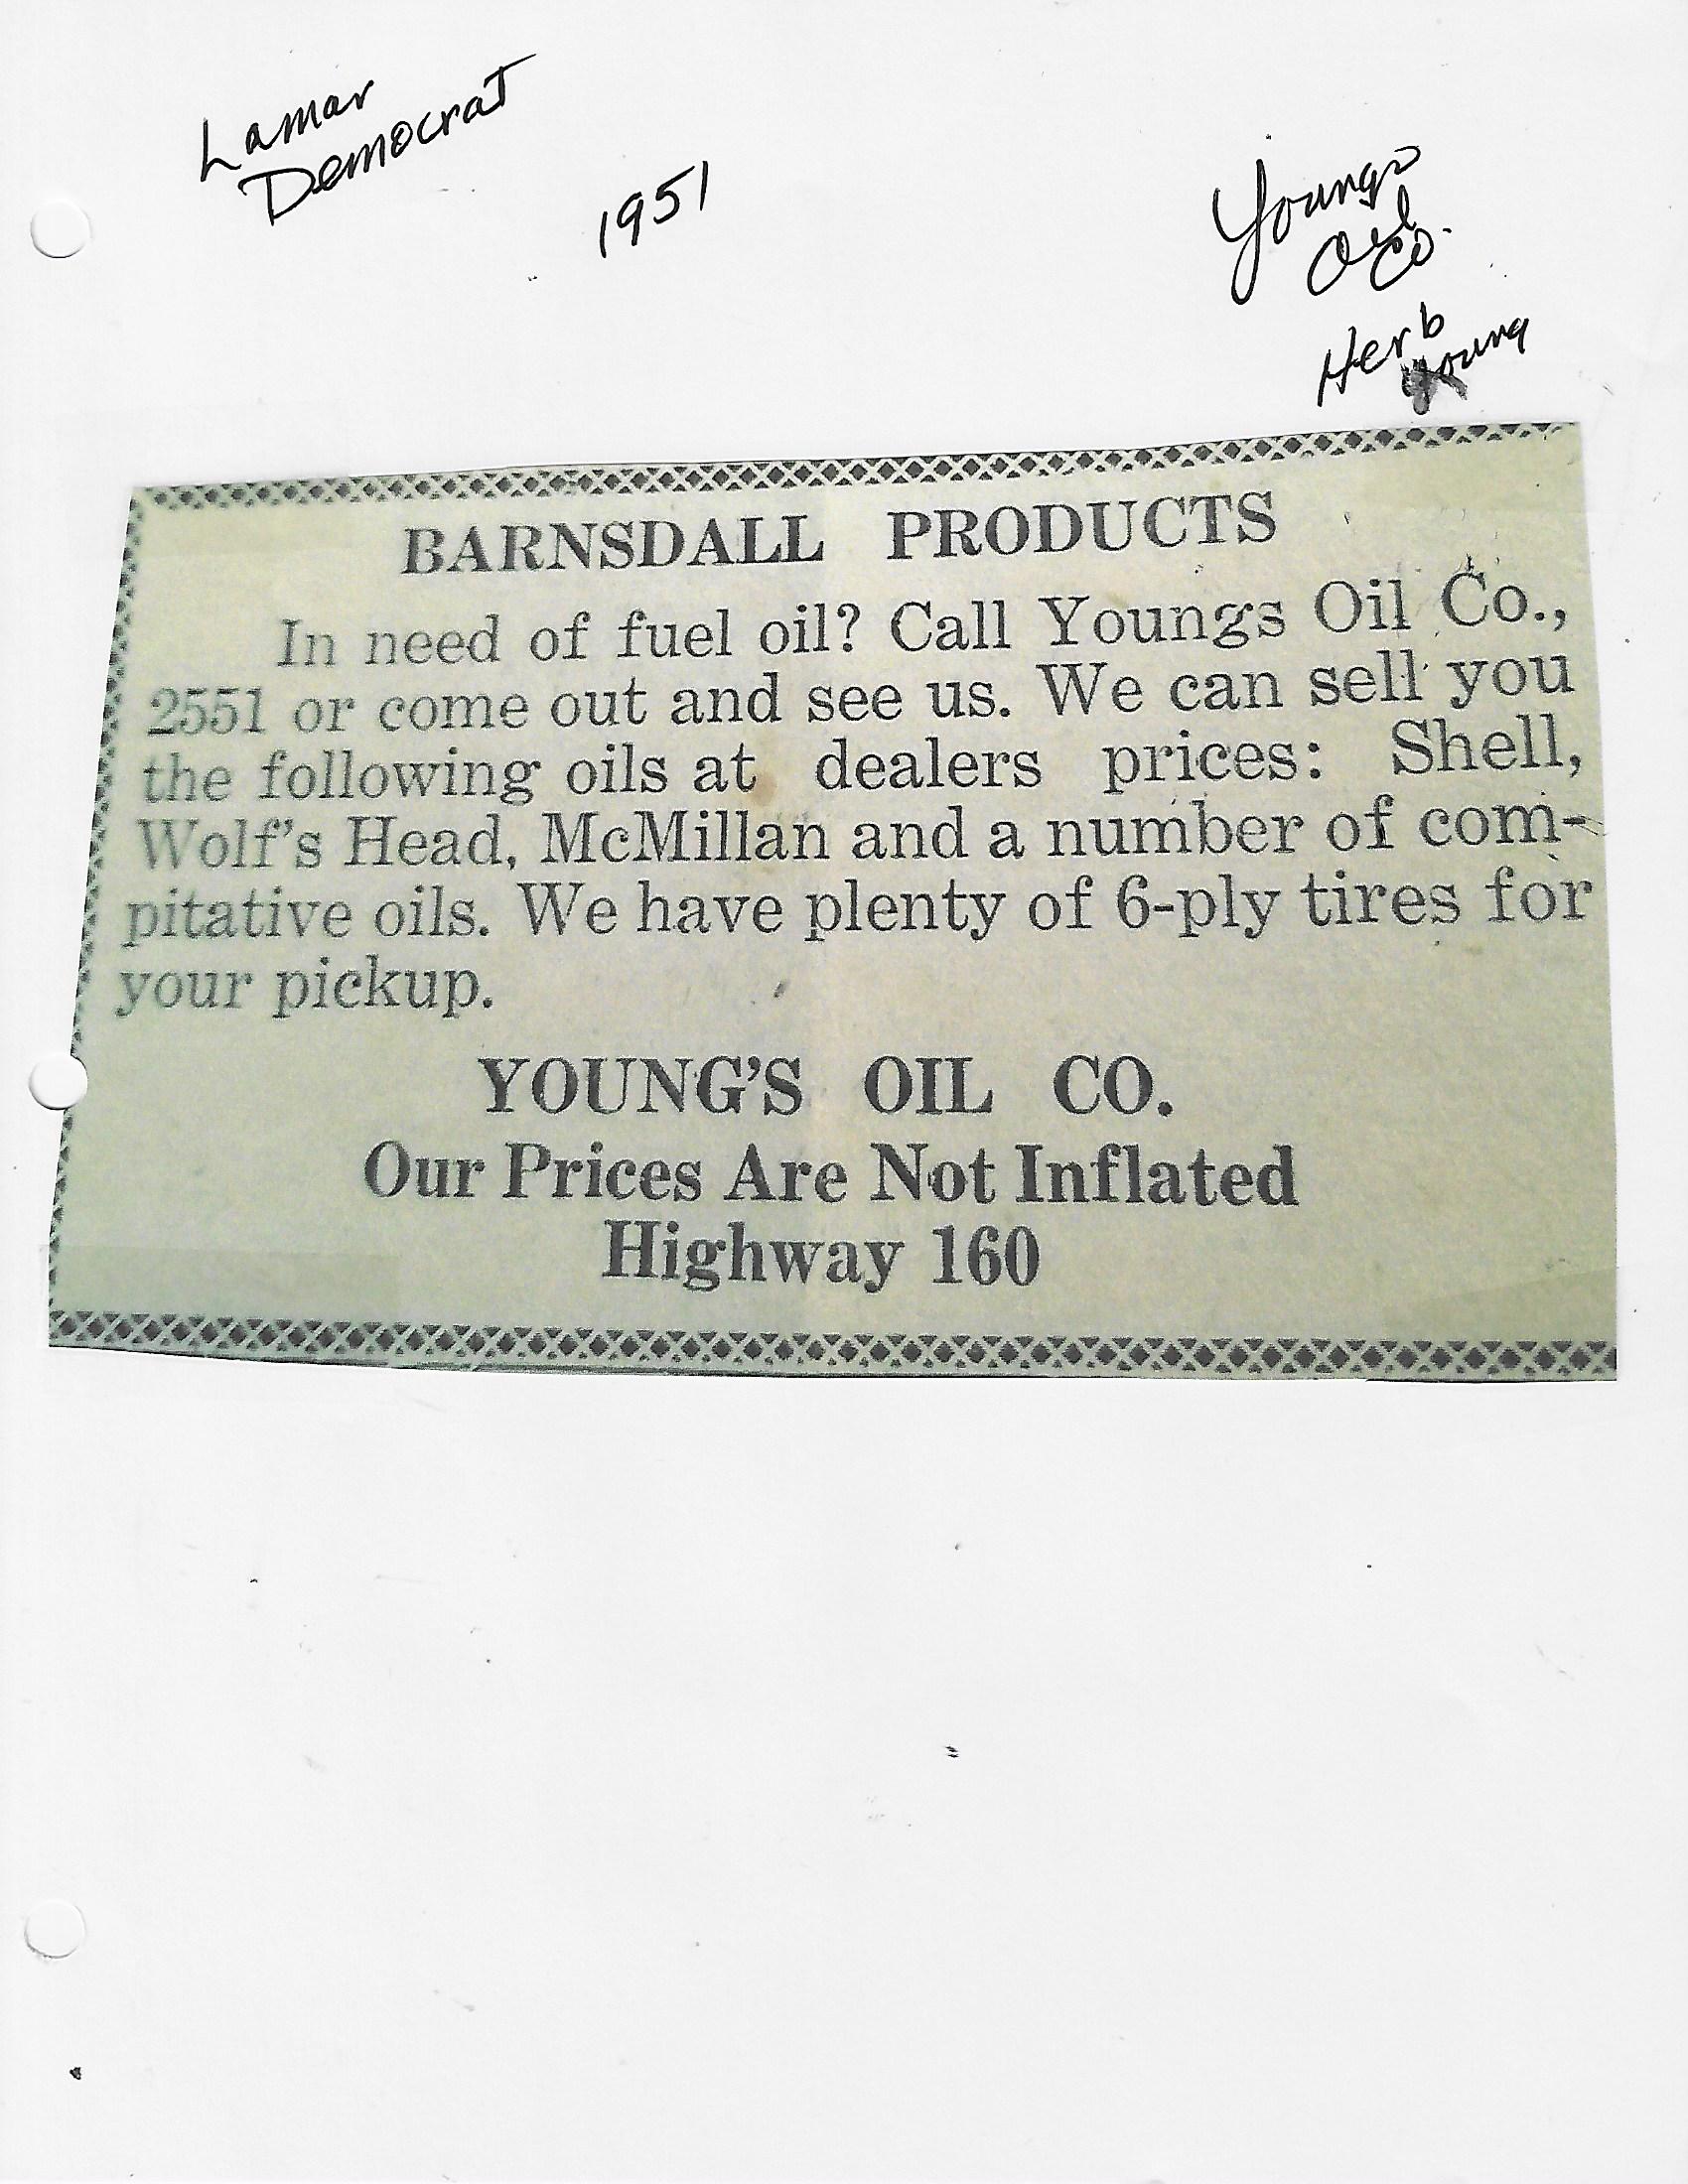 Lamar
Democrat
1951
Youngs
Oil
Co.
Herb
Young
BARNSDALL PRODUCTS
In need of fuel oil? Call Youngs Oil Co.,
2551 or come out and see us. We can sell you
the following oils at dealers prices: Shell,
Wolf's Head, McMillan and a number of com-
pitative oils. We have plenty of 6-ply tires for
your pickup.
YOUNG'S OIL CO.
Our Prices Are Not Inflated
Highway 160